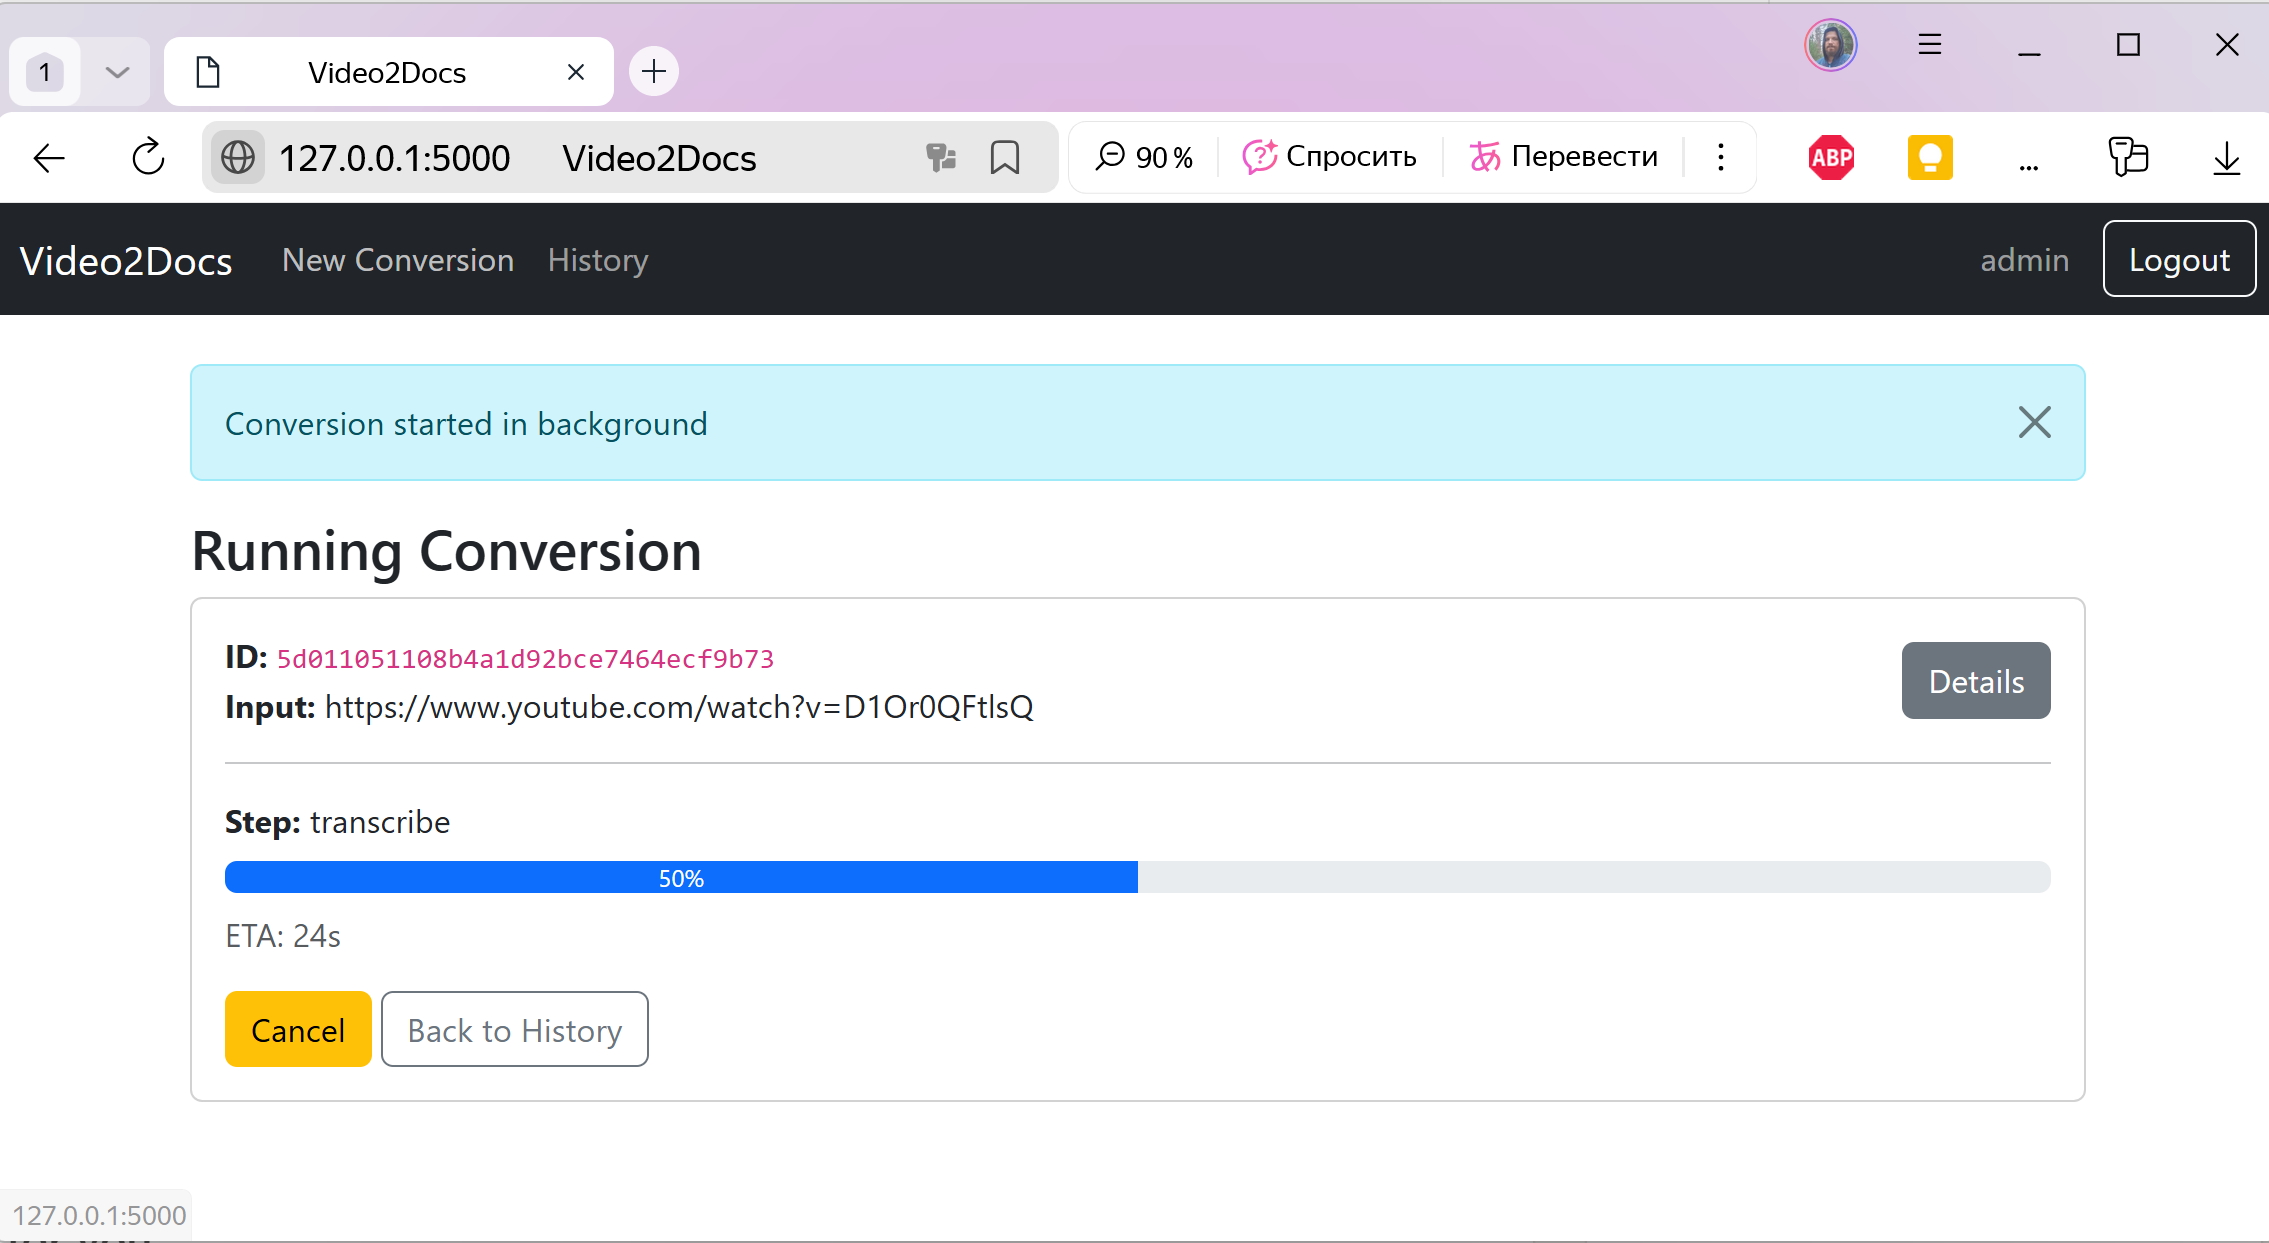 1
Video2Docs
127.0.0.1:5000 Video2Docs
90 %
Спросить
あ Перевести
ABP
...
Video2Docs New Conversion History admin Logout
Conversion started in background
Running Conversion
ID: 5d011051108b4a1d92bce7464ecf9b73
Details
Input: https://www.youtube.com/watch?v=D1Or0QFtlsQ
Step: transcribe
50%
ETA: 24s
Cancel Back to History
127.0.0.1:5000